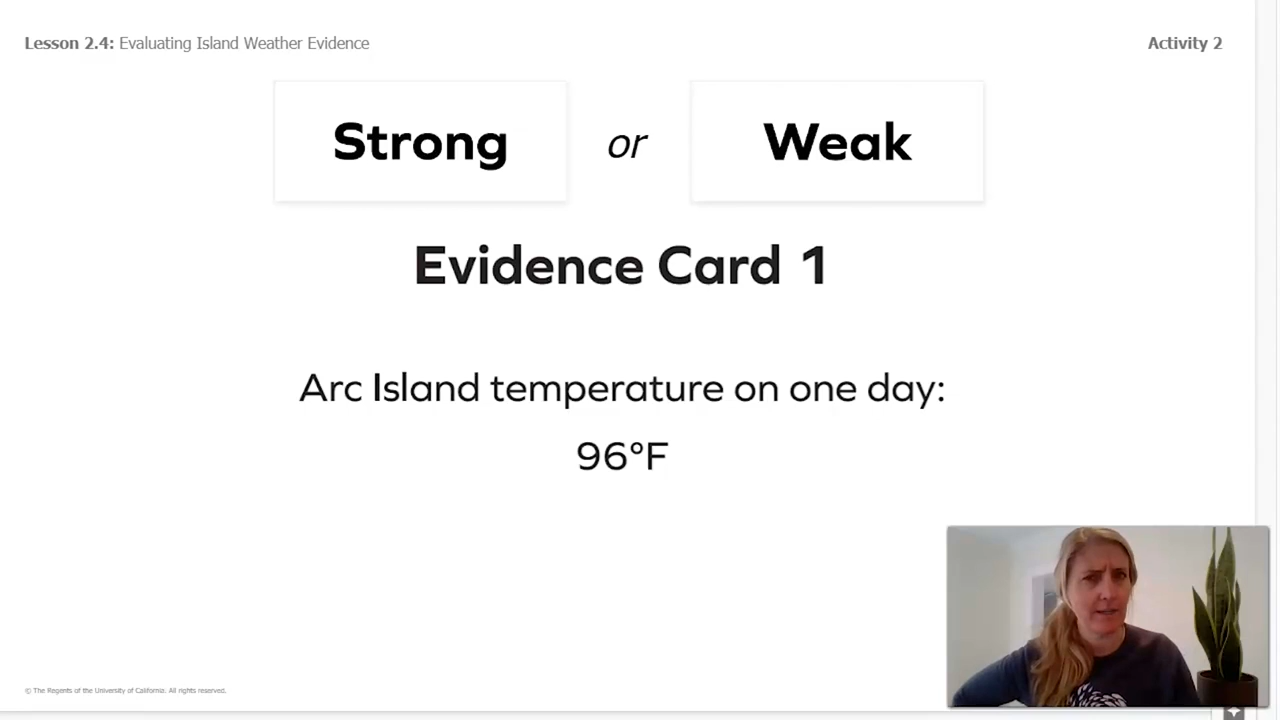 Lesson 2.4: Evaluating Island Weather Evidence
Activity 2
Strong or Weak
Evidence Card 1
Arc Island temperature on one day:
96°F
© The Regents of the University of California. All rights reserved.